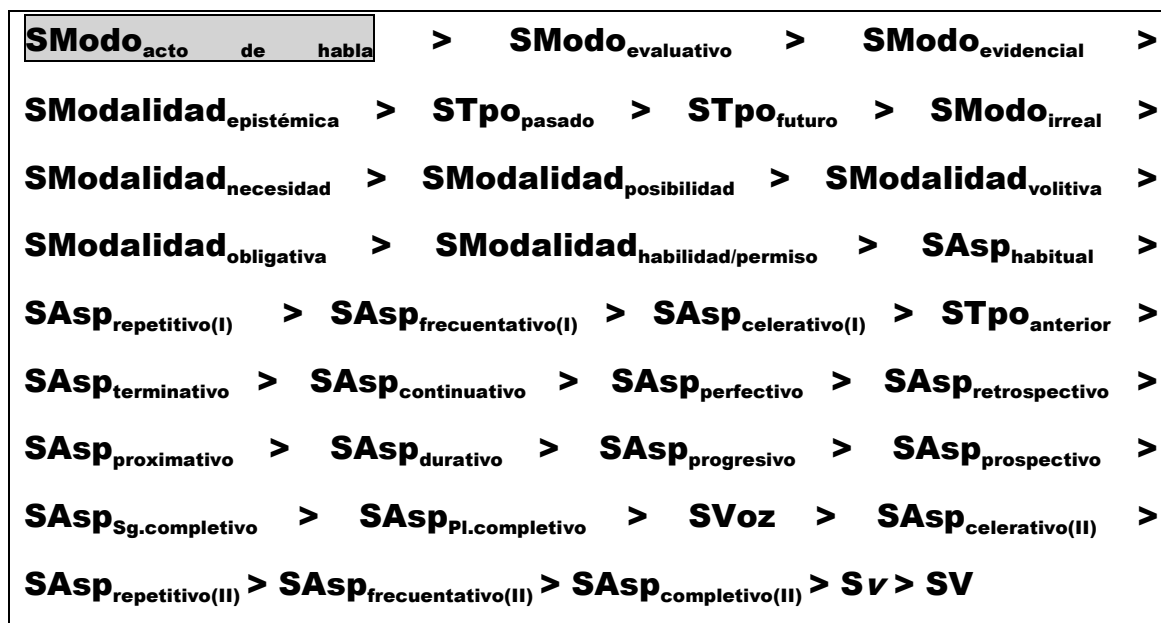 SModo acto de habla > SModo evaluativo > SModo evidencial >
SModalidad epistémica > STpo pasado > STpo futuro > SModo irreal >
SModalidad necesidad > SModalidad posibilidad > SModalidad volitiva >
SModalidad obligativa > SModalidad habilidad/permiso > SAsp habitual >
SAsp repetitivo(I) > SAsp frecuentativo(I) > SAsp celerativo(I) > STpo anterior >
SAsp terminativo > SAsp continuativo > SAsp perfectivo > SAsp retrospectivo >
SAsp proximativo > SAsp durativo > SAsp progresivo > SAsp prospectivo >
SAsp Sg.completivo > SAsp Pl.completivo > SVoz > SAsp celerativo(II) >
SAsp repetitivo(II) > SAsp frecuentativo(II) > SAsp completivo(II) > Sv > SV